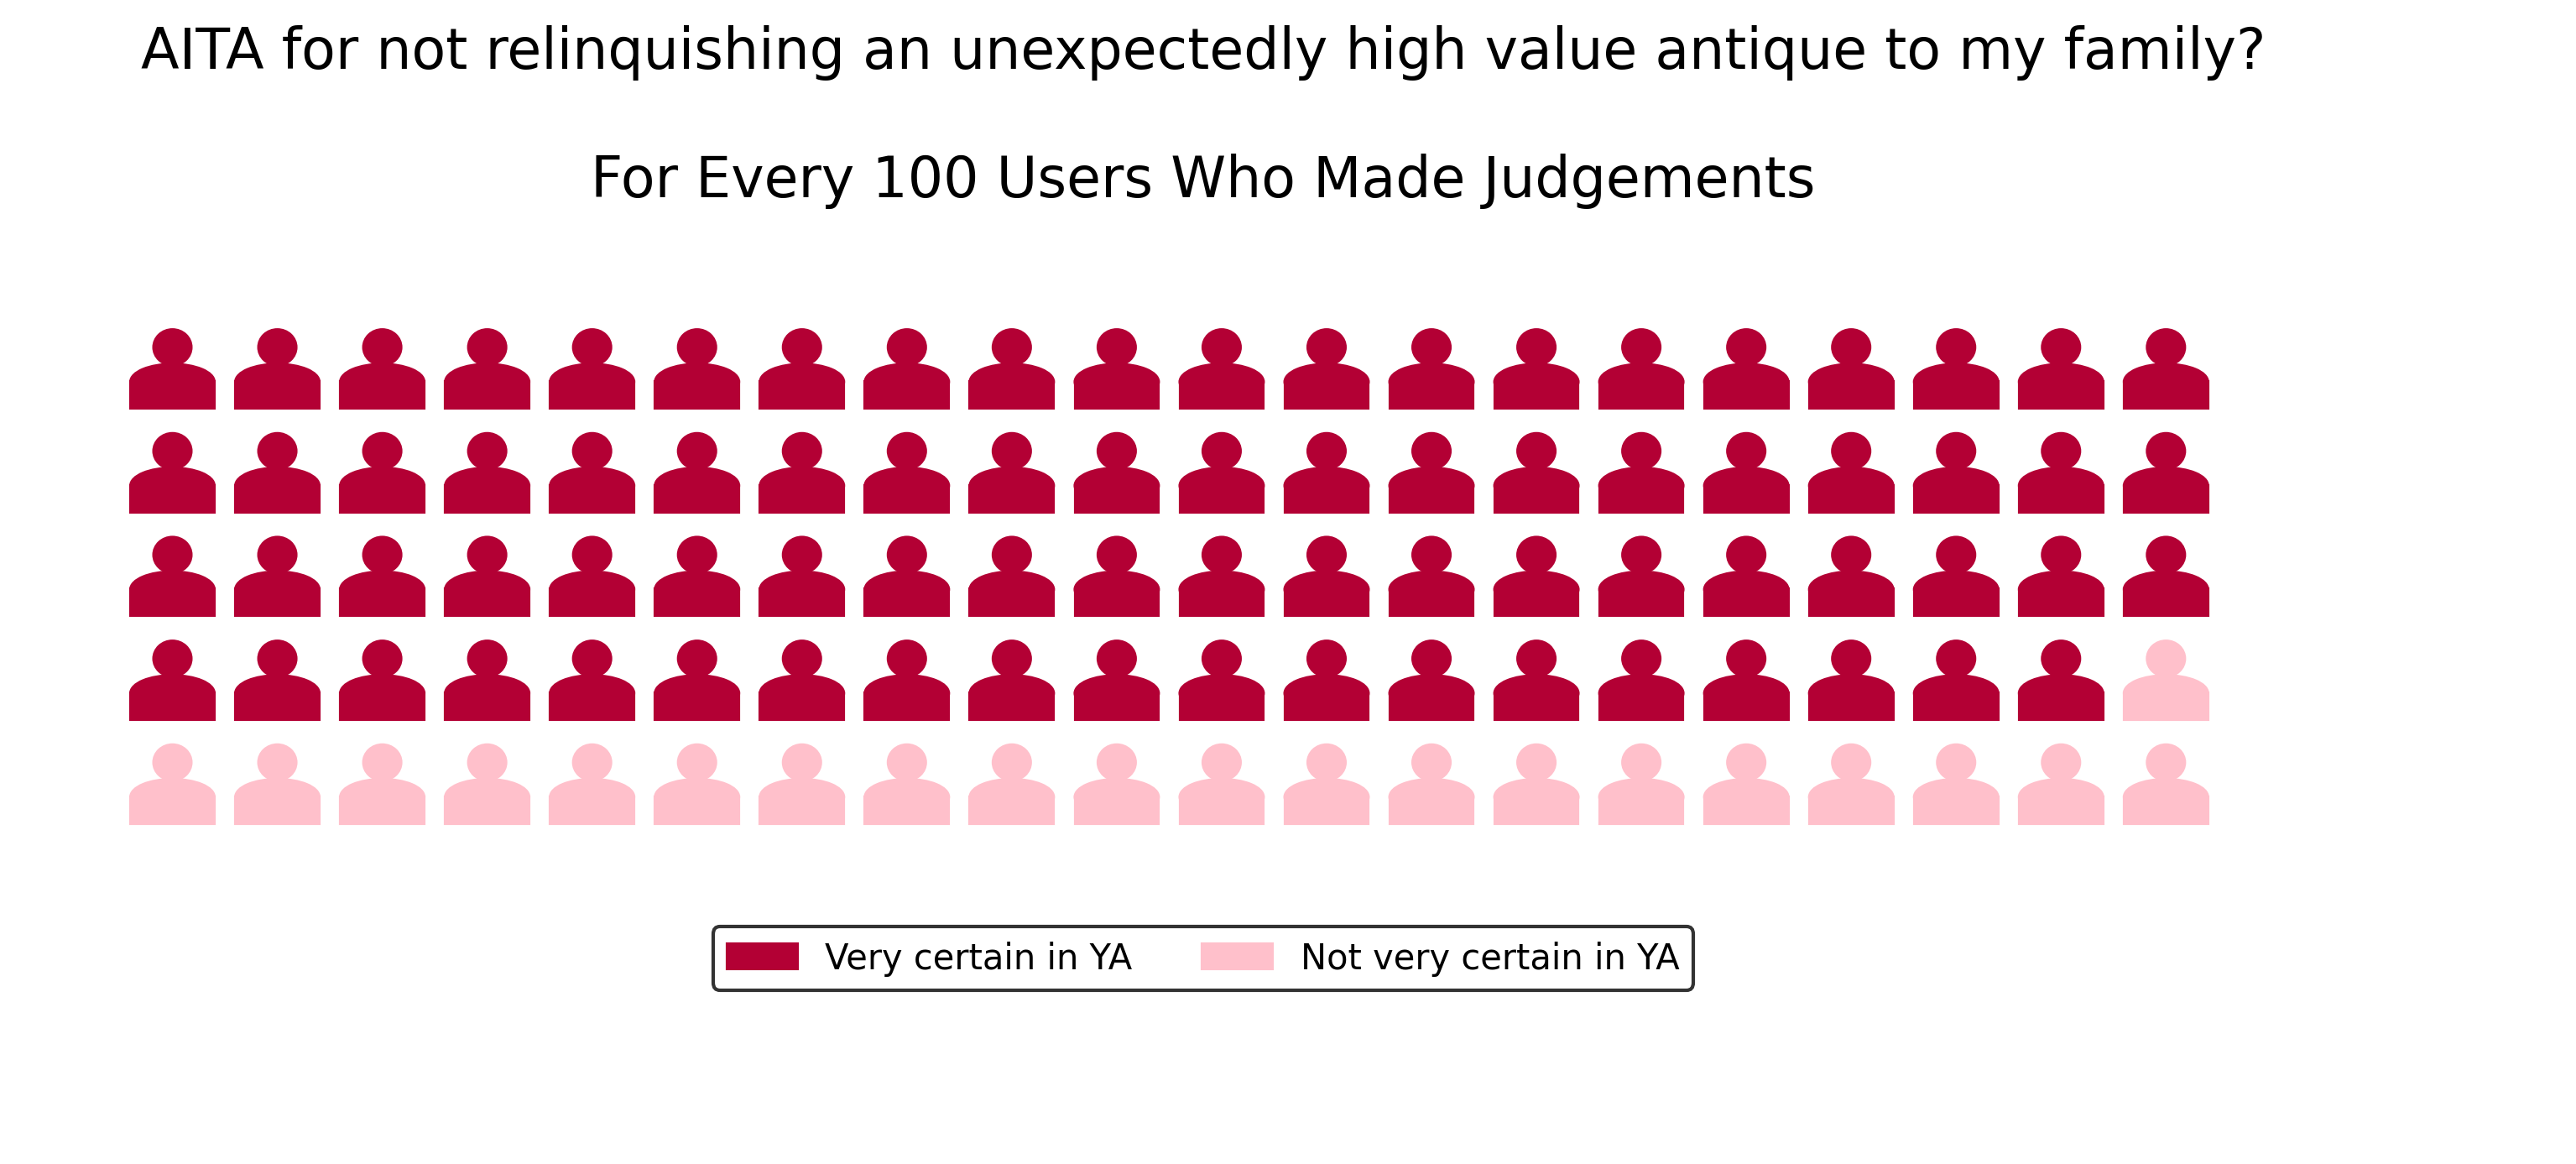 AITA for not relinquishing an unexpectedly high value antique to my family?
For Every 100 Users Who Made Judgements
Very certain in YA
Not very certain in YA